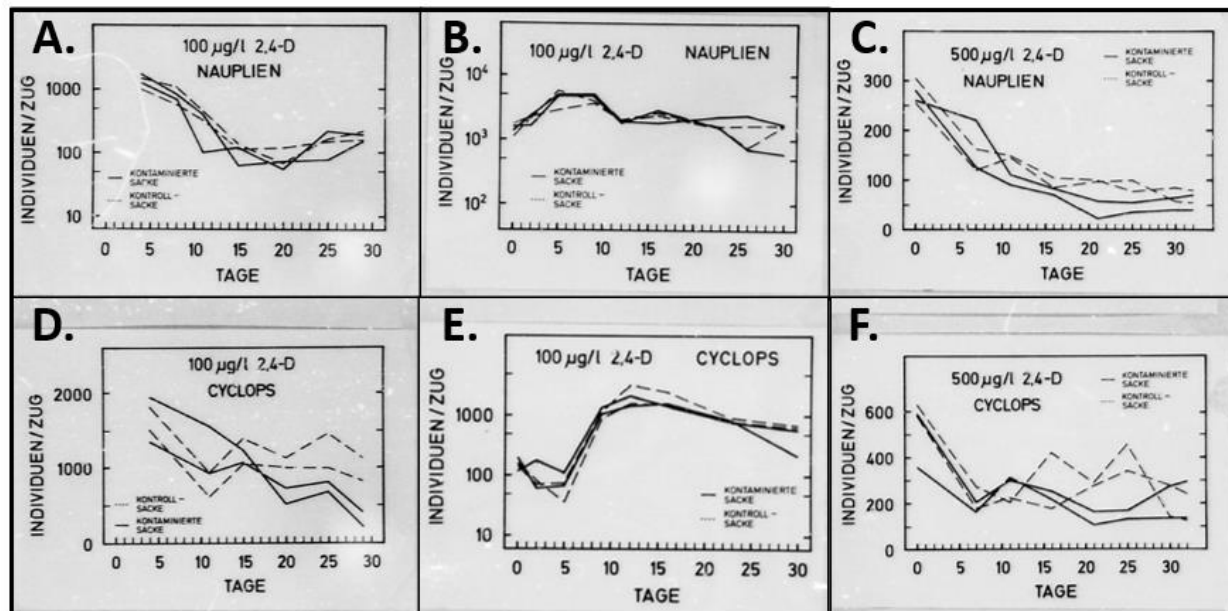 A.
100 µg/l 2,4-D
NAUPLIEN
INDIVIDUEN/ZUG
1000
100
10
KONTAMINIERTE
SÄCKE
KONTROLL-
SÄCKE
0 5 10 15 20 25 30
TAGE
B.
100 µg/l 2,4-D NAUPLIEN
INDIVIDUEN/ZUG
10⁴
10³
10²
KONTAMINIERTE
SÄCKE
KONTROLL-
SÄCKE
0 5 10 15 20 25 30
TAGE
C.
500 µg/l 2,4-D
NAUPLIEN
KONTAMINIERTE
SÄCKE
KONTROLL-
SÄCKE
INDIVIDUEN/ZUG
300
200
100
0
0 5 10 15 20 25 30
TAGE
D.
100 µg/l 2,4-D
CYCLOPS
INDIVIDUEN/ZUG
2000
1000
0
KONTROLL-
SÄCKE
KONTAMINIERTE
SÄCKE
0 5 10 15 20 25 30
TAGE
E.
100 µg/l 2,4-D CYCLOPS
INDIVIDUEN/ZUG
1000
100
10
KONTAMINIERTE
SÄCKE
KONTROLL-
SÄCKE
0 5 10 15 20 25 30
TAGE
F.
500 µg/l 2,4-D
CYCLOPS
KONTAMINIERTE
SÄCKE
KONTROLL-
SÄCKE
INDIVIDUEN/ZUG
600
400
200
0
0 5 10 15 20 25 30
TAGE